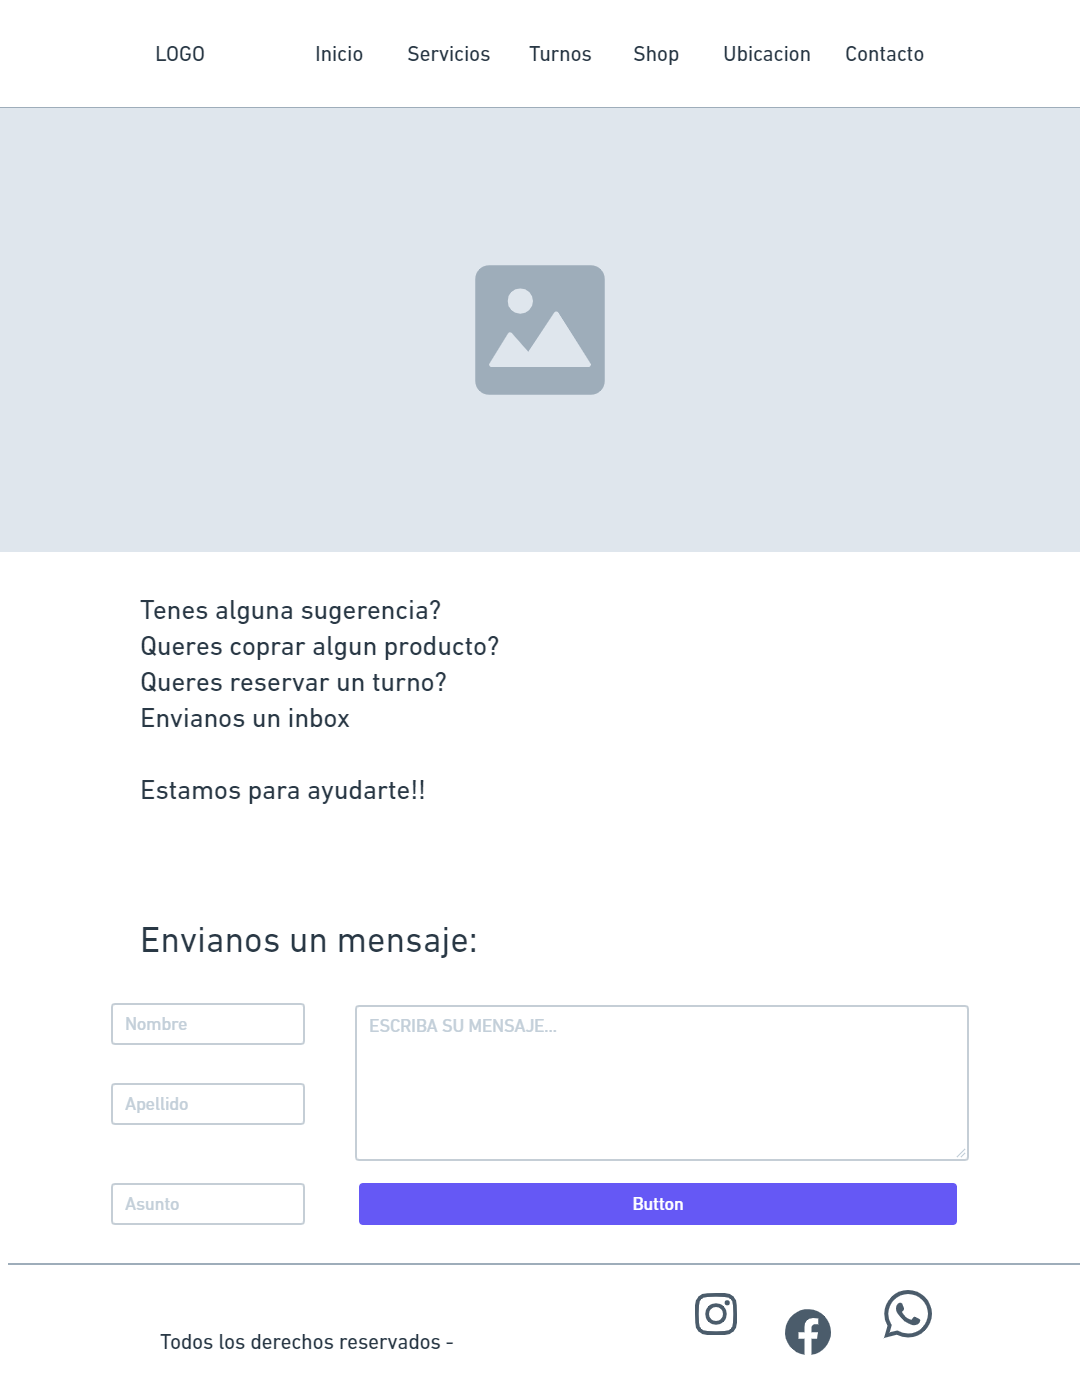 LOGO Inicio Servicios Turnos Shop Ubicacion Contacto
Tenes alguna sugerencia?
Queres coprar algun producto?
Queres reservar un turno?
Envianos un inbox
Estamos para ayudarte!!
Envianos un mensaje:
Nombre
ESCRIBA SU MENSAJE...
Apellido
Asunto
Button
Todos los derechos reservados -